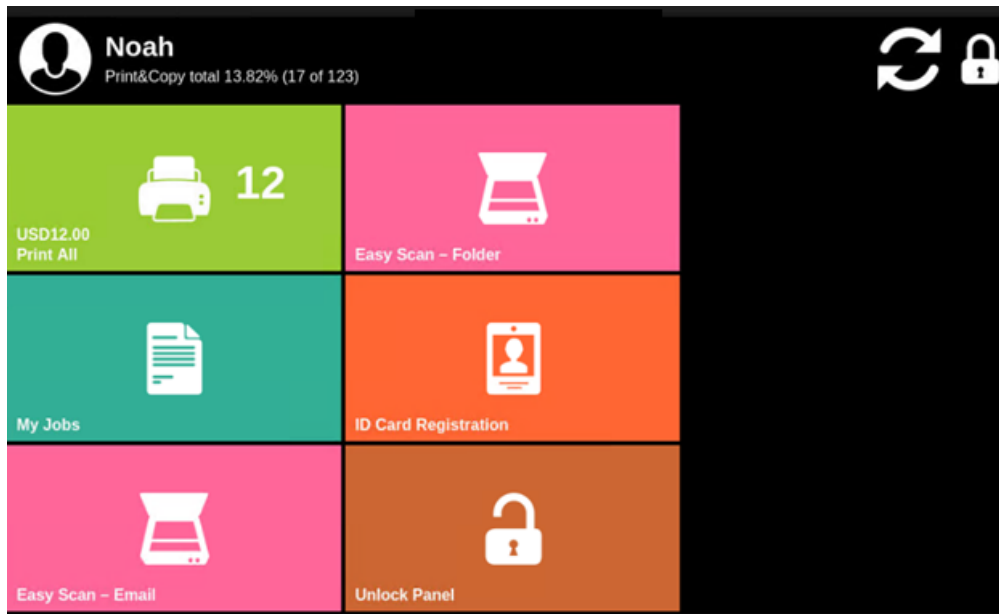 Noah
Print&Copy total 13.82% (17 of 123)
12
USD12.00
Print All
Easy Scan – Folder
My Jobs
ID Card Registration
Easy Scan – Email
Unlock Panel